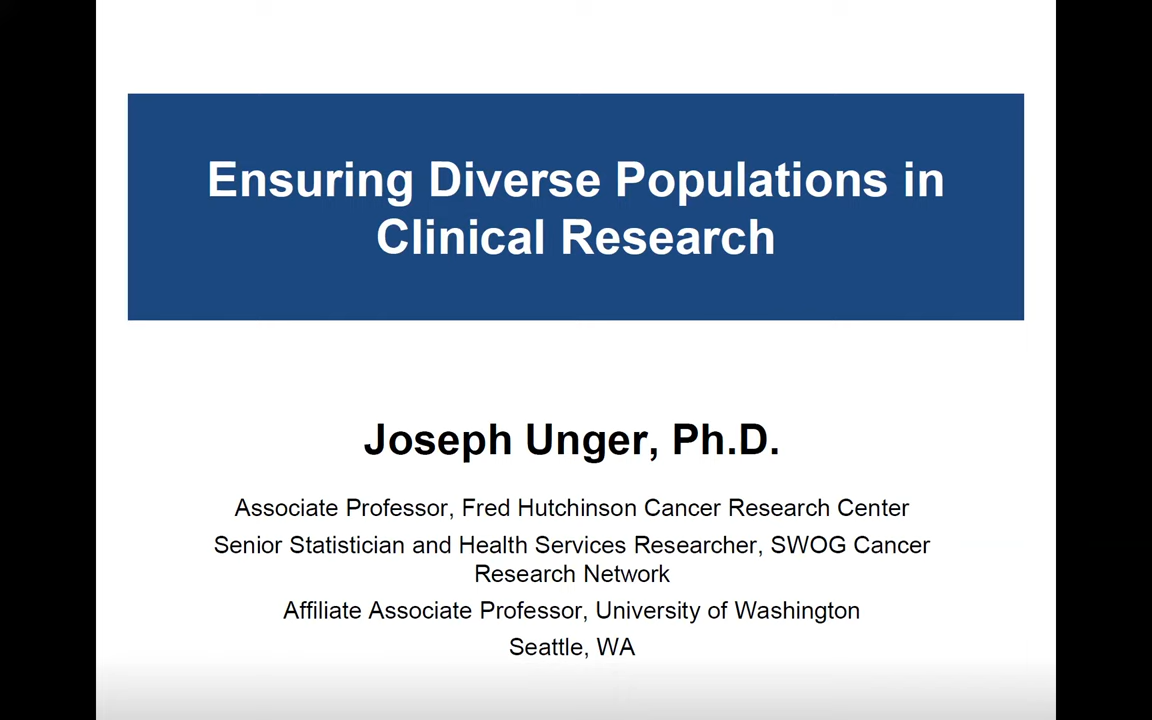 Ensuring Diverse Populations in
Clinical Research
Joseph Unger, Ph.D.
Associate Professor, Fred Hutchinson Cancer Research Center
Senior Statistician and Health Services Researcher, SWOG Cancer
Research Network
Affiliate Associate Professor, University of Washington
Seattle, WA